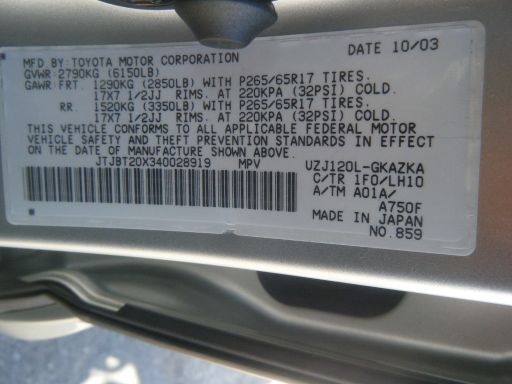 MFD BY: TOYOTA MOTOR CORPORATION DATE 10/03
GVWR: 2790KG (6150LB)
GAWR: FRT. 1290KG (2850LB) WITH P265/65R17 TIRES.
17X7 1/2JJ RIMS. AT 220KPA (32PSI) COLD.
RR. 1520KG (3350LB) WITH P265/65R17 TIRES.
17X7 1/2JJ RIMS. AT 220KPA (32PSI) COLD.
THIS VEHICLE CONFORMS TO ALL APPLICABLE FEDERAL MOTOR
VEHICLE SAFETY AND THEFT PREVENTION STANDARDS IN EFFECT
ON THE DATE OF MANUFACTURE SHOWN ABOVE.
JTJBT20X340028919 MPV UZJ120L-GKAZKA
C/TR 1F0/LH10
A/TM A01A/
A750F
MADE IN JAPAN
NO.859